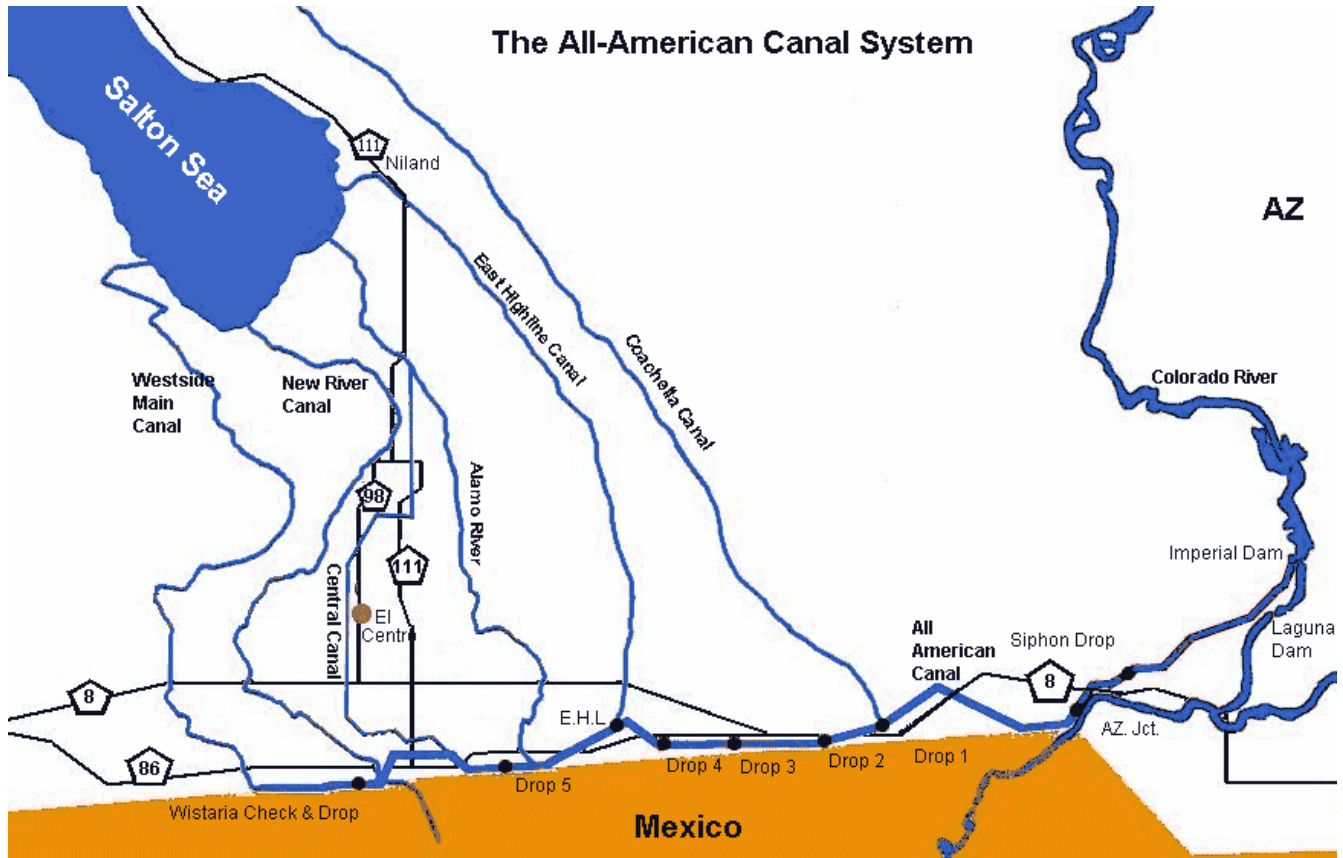 The All-American Canal System
Salton Sea
111
Niland
AZ
East Highline Canal
Coachella Canal
Colorado River
Westside
Main
Canal
New River
Canal
98
Alamo River
111
Central Canal
El
Centro
Imperial Dam
Laguna
Dam
Siphon Drop
All
American
Canal
8
8
E.H.L
AZ. Jct.
86
Drop 5
Drop 4
Drop 3
Drop 2
Drop 1
Wistaria Check & Drop
Mexico